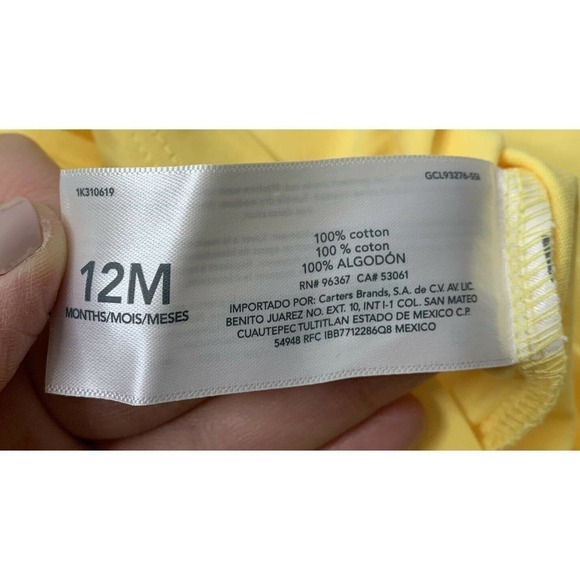 1K310619
GCL93276-SSI
12M
MONTHS/MOIS/MESES
100% cotton
100 % coton
100% ALGODÓN
RN# 96367 CA# 53061
IMPORTADO POR: Carters Brands, S.A. de C.V. AV. LIC.
BENITO JUAREZ NO. EXT. 10, INT I-1 COL. SAN MATEO
CUAUTEPEC TULTITLAN ESTADO DE MEXICO C.P.
54948 RFC IBB7712286Q8 MEXICO